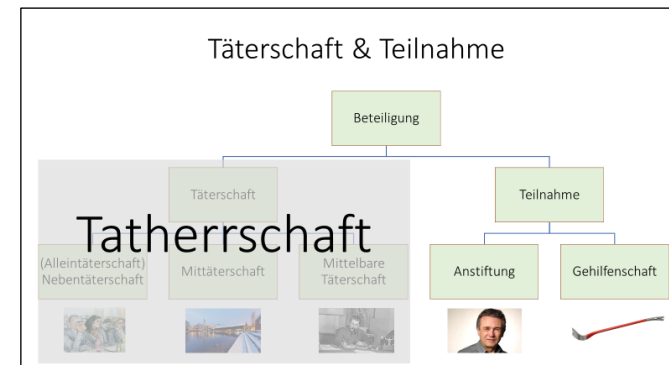 Täterschaft & Teilnahme
Beteiligung
Täterschaft
Teilnahme
Tatherrschaft
(Alleintäterschaft)
Nebentäterschaft
Mittäterschaft
Mittelbare
Täterschaft
Anstiftung
Gehilfenschaft